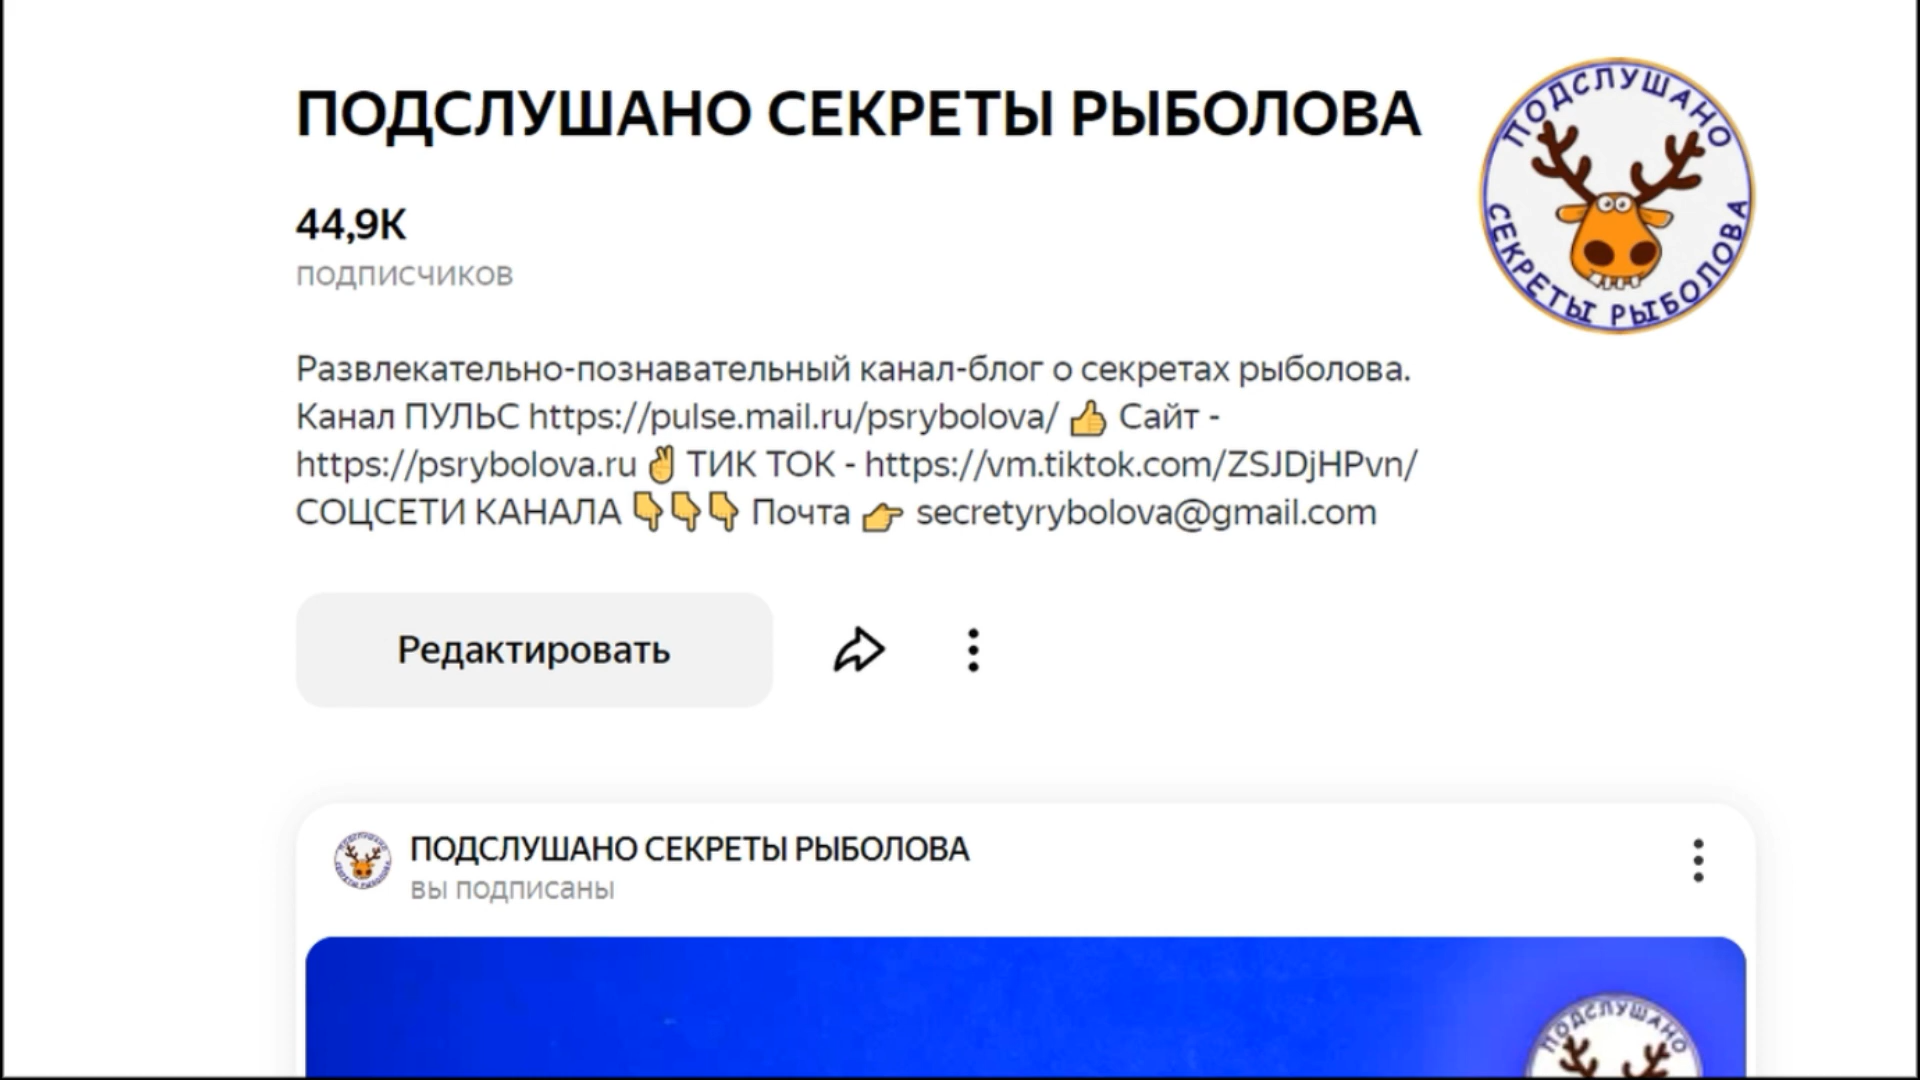 ПОДСЛУШАНО СЕКРЕТЫ РЫБОЛОВА
ПОДСЛУШАНО
СЕКРЕТЫ РЫБОЛОВА
44,9K
подписчиков
Развлекательно-познавательный канал-блог о секретах рыболова.
Канал ПУЛЬС https://pulse.mail.ru/psrybolova/ 👍 Сайт -
https://psrybolova.ru ✌ ТИК ТОК - https://vm.tiktok.com/ZSJDjHPvn/
СОЦСЕТИ КАНАЛА 👇👇👇 Почта 👉 secretyrybolova@gmail.com
Редактировать
ПОДСЛУШАНО СЕКРЕТЫ РЫБОЛОВА
вы подписаны
ПОДСЛУШАНО